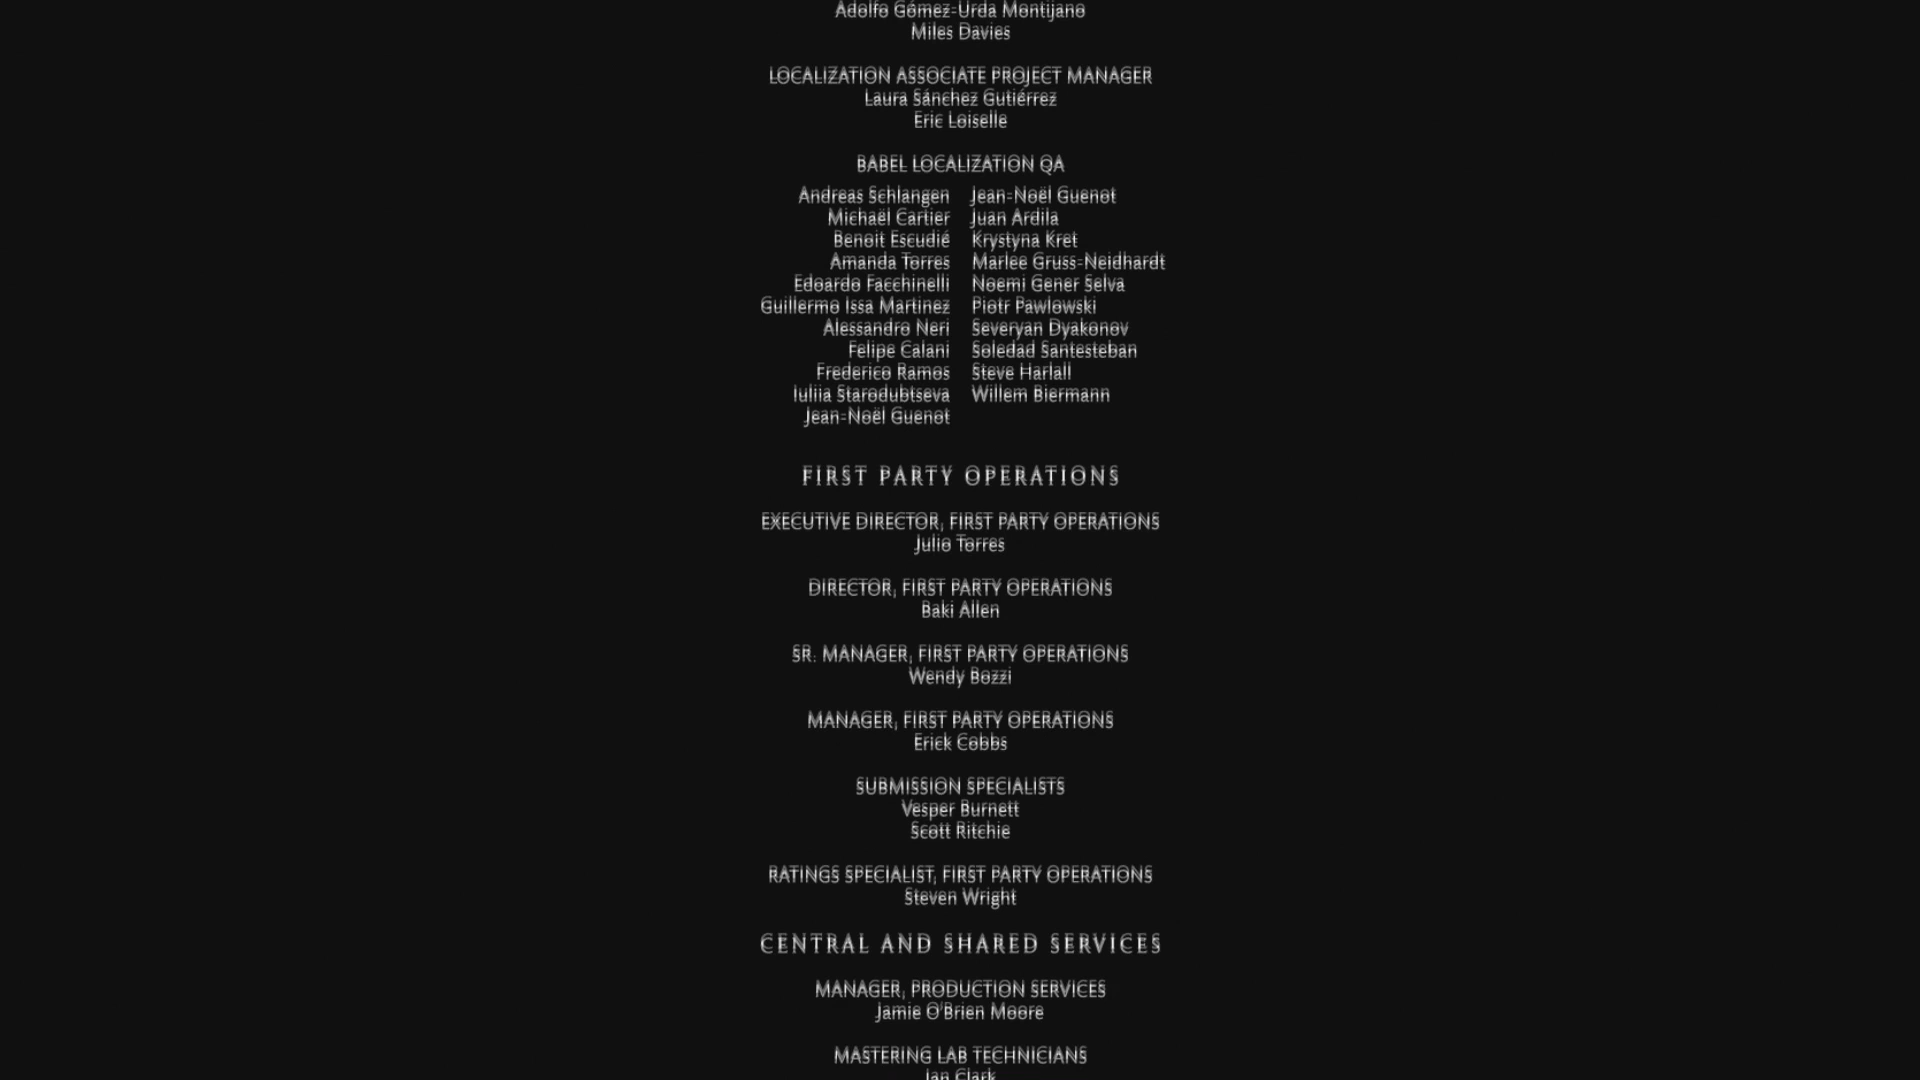 Adolfo Gómez-Urda Montijano
Miles Davies
LOCALIZATION ASSOCIATE PROJECT MANAGER
Laura Sánchez Gutiérrez
Eric Loiselle
BABEL LOCALIZATION QA
Andreas Schlangen Jean-Noël Guenot
Michaël Cartier Juan Ardila
Benoit Escudié Krystyna Kret
Amanda Torres Marlee Gruss-Neidhardt
Edoardo Facchinelli Noemi Gener Selva
Guillermo Issa Martinez Piotr Pawlowski
Alessandro Neri Severyan Dyakonov
Felipe Calani Soledad Santesteban
Frederico Ramos Steve Harlall
Iuliia Starodubtseva Willem Biermann
Jean-Noël Guenot
FIRST PARTY OPERATIONS
EXECUTIVE DIRECTOR, FIRST PARTY OPERATIONS
Julio Torres
DIRECTOR, FIRST PARTY OPERATIONS
Baki Allen
SR. MANAGER, FIRST PARTY OPERATIONS
Wendy Bozzi
MANAGER, FIRST PARTY OPERATIONS
Erick Cobbs
SUBMISSION SPECIALISTS
Vesper Burnett
Scott Ritchie
RATINGS SPECIALIST, FIRST PARTY OPERATIONS
Steven Wright
CENTRAL AND SHARED SERVICES
MANAGER, PRODUCTION SERVICES
Jamie O'Brien Moore
MASTERING LAB TECHNICIANS
Ian Clark